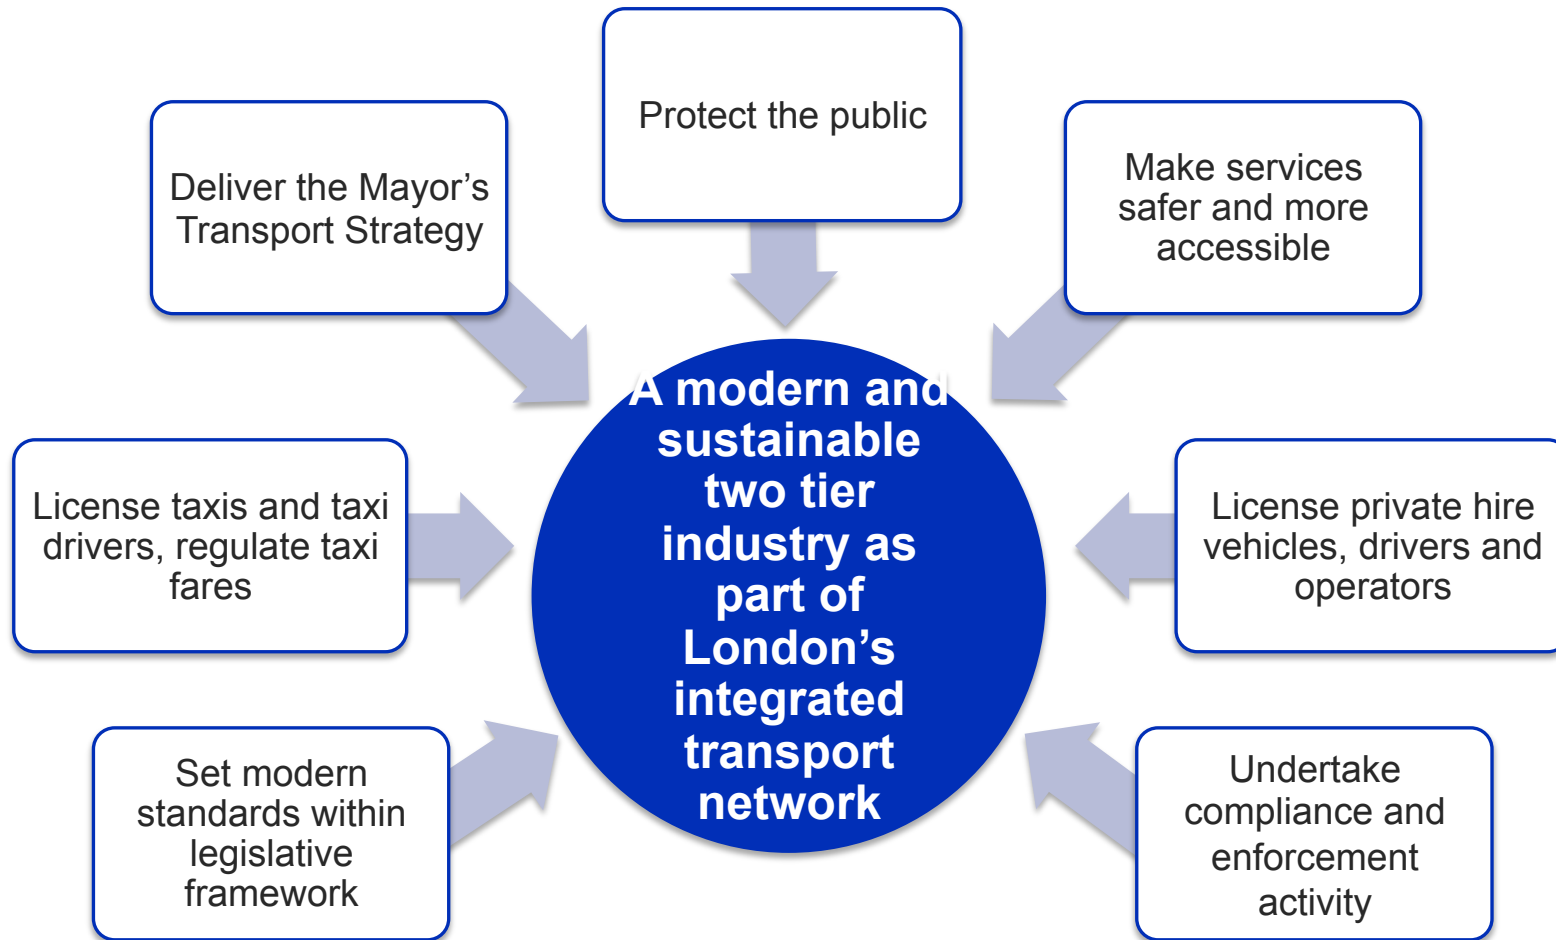 Protect the public
Deliver the Mayor’s
Transport Strategy
Make services
safer and more
accessible
A modern and
sustainable
two tier
industry as
part of
London’s
integrated
transport
network
License taxis and taxi
drivers, regulate taxi
fares
License private hire
vehicles, drivers and
operators
Set modern
standards within
legislative
framework
Undertake
compliance and
enforcement
activity